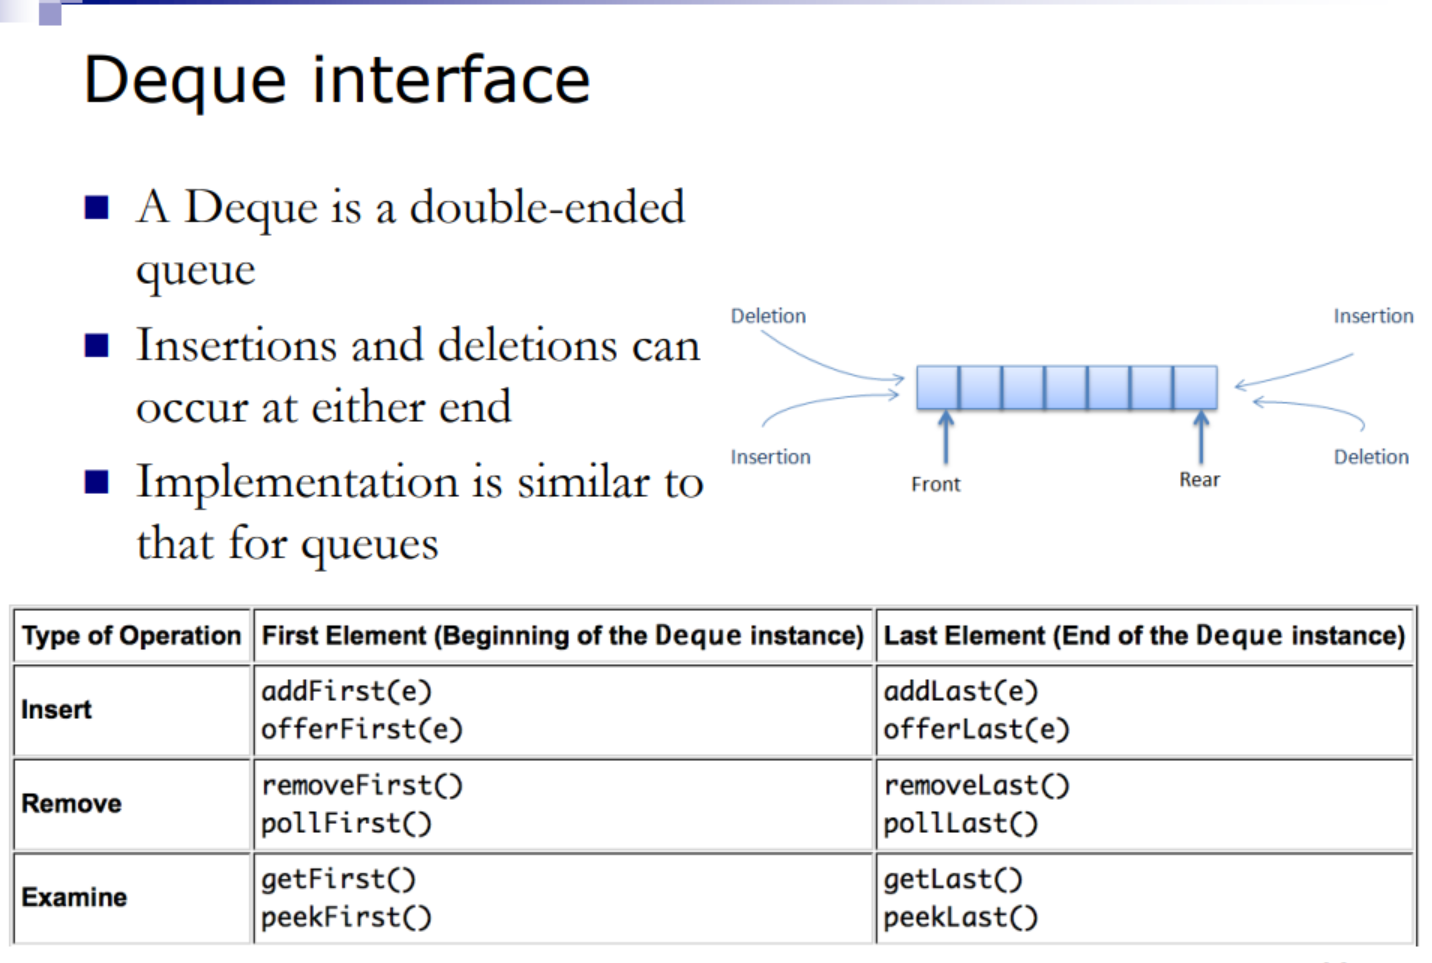 Deque interface
A Deque is a double-ended
queue
Insertions and deletions can
occur at either end
Implementation is similar to
that for queues
Deletion
Insertion
Insertion
Deletion
Front
Rear
Type of Operation First Element (Beginning of the Deque instance) Last Element (End of the Deque instance)
Insert
addFirst(e)
offerFirst(e)
addLast(e)
offerLast(e)
Remove
removeFirst()
pollFirst()
removeLast()
pollLast()
Examine
getFirst()
peekFirst()
getLast()
peekLast()